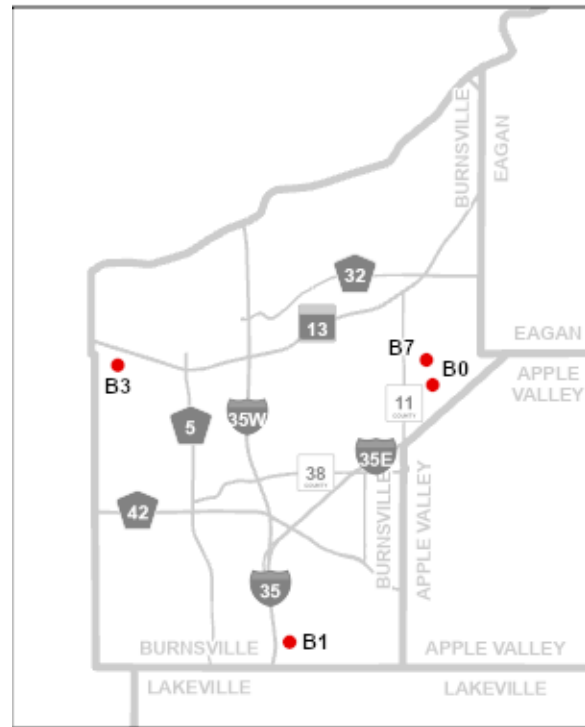 BURNSVILLE
EAGAN
32
13
EAGAN
B7
APPLE
VALLEY
B0
B3
11
COUNTY
35W
5
35E
38
COUNTY
42
BURNSVILLE
APPLE VALLEY
35
B1
BURNSVILLE
APPLE VALLEY
LAKEVILLE
LAKEVILLE